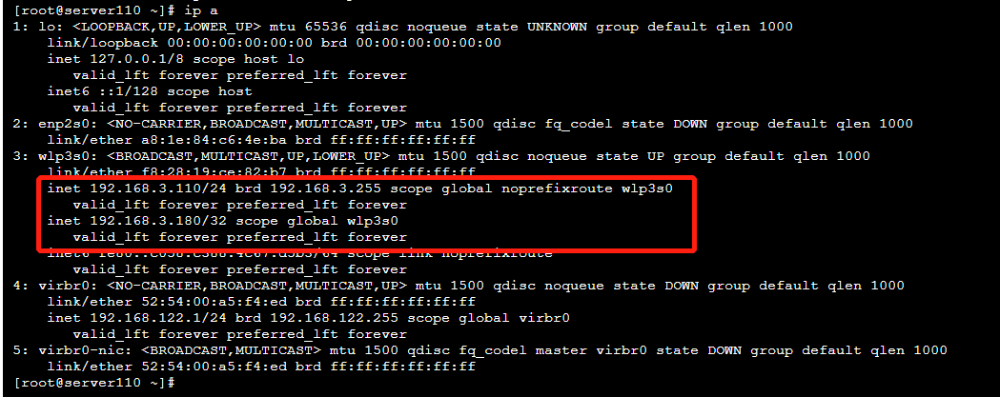 [root@server110 ~]# ip a
1: lo: <LOOPBACK,UP,LOWER_UP> mtu 65536 qdisc noqueue state UNKNOWN group default qlen 1000
link/loopback 00:00:00:00:00:00 brd 00:00:00:00:00:00
inet 127.0.0.1/8 scope host lo
valid_lft forever preferred_lft forever
inet6 ::1/128 scope host
valid_lft forever preferred_lft forever
2: enp2s0: <NO-CARRIER,BROADCAST,MULTICAST,UP> mtu 1500 qdisc fq_codel state DOWN group default qlen 1000
link/ether a8:1e:84:c6:4e:ba brd ff:ff:ff:ff:ff:ff
3: wlp3s0: <BROADCAST,MULTICAST,UP,LOWER_UP> mtu 1500 qdisc noqueue state UP group default qlen 1000
link/ether f8:28:19:ce:82:b7 brd ff:ff:ff:ff:ff:ff
inet 192.168.3.110/24 brd 192.168.3.255 scope global noprefixroute wlp3s0
valid_lft forever preferred_lft forever
inet 192.168.3.180/32 scope global wlp3s0
valid_lft forever preferred_lft forever
inet6 scope link noprefixroute
valid_lft forever preferred_lft forever
4: virbr0: <NO-CARRIER,BROADCAST,MULTICAST,UP> mtu 1500 qdisc noqueue state DOWN group default qlen 1000
link/ether 52:54:00:a5:f4:ed brd ff:ff:ff:ff:ff:ff
inet 192.168.122.1/24 brd 192.168.122.255 scope global virbr0
valid_lft forever preferred_lft forever
5: virbr0-nic: <BROADCAST,MULTICAST> mtu 1500 qdisc fq_codel master virbr0 state DOWN group default qlen 1000
link/ether 52:54:00:a5:f4:ed brd ff:ff:ff:ff:ff:ff
[root@server110 ~]#